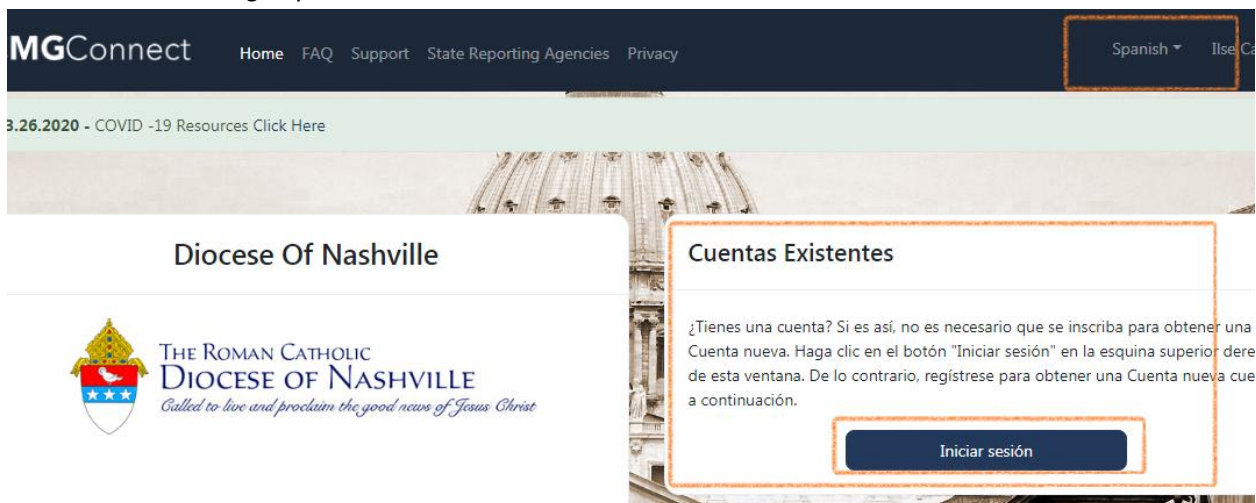 MGConnect Home FAQ Support State Reporting Agencies Privacy Spanish Ilse Ca
3.26.2020 - COVID -19 Resources Click Here
Diocese Of Nashville
THE ROMAN CATHOLIC
DIOCESE OF NASHVILLE
Called to live and proclaim the good news of Jesus Christ
Cuentas Existentes
¿Tienes una cuenta? Si es así, no es necesario que se inscriba para obtener una
Cuenta nueva. Haga clic en el botón "Iniciar sesión" en la esquina superior dere
de esta ventana. De lo contrario, regístrese para obtener una Cuenta nueva cue
a continuación.
Iniciar sesión